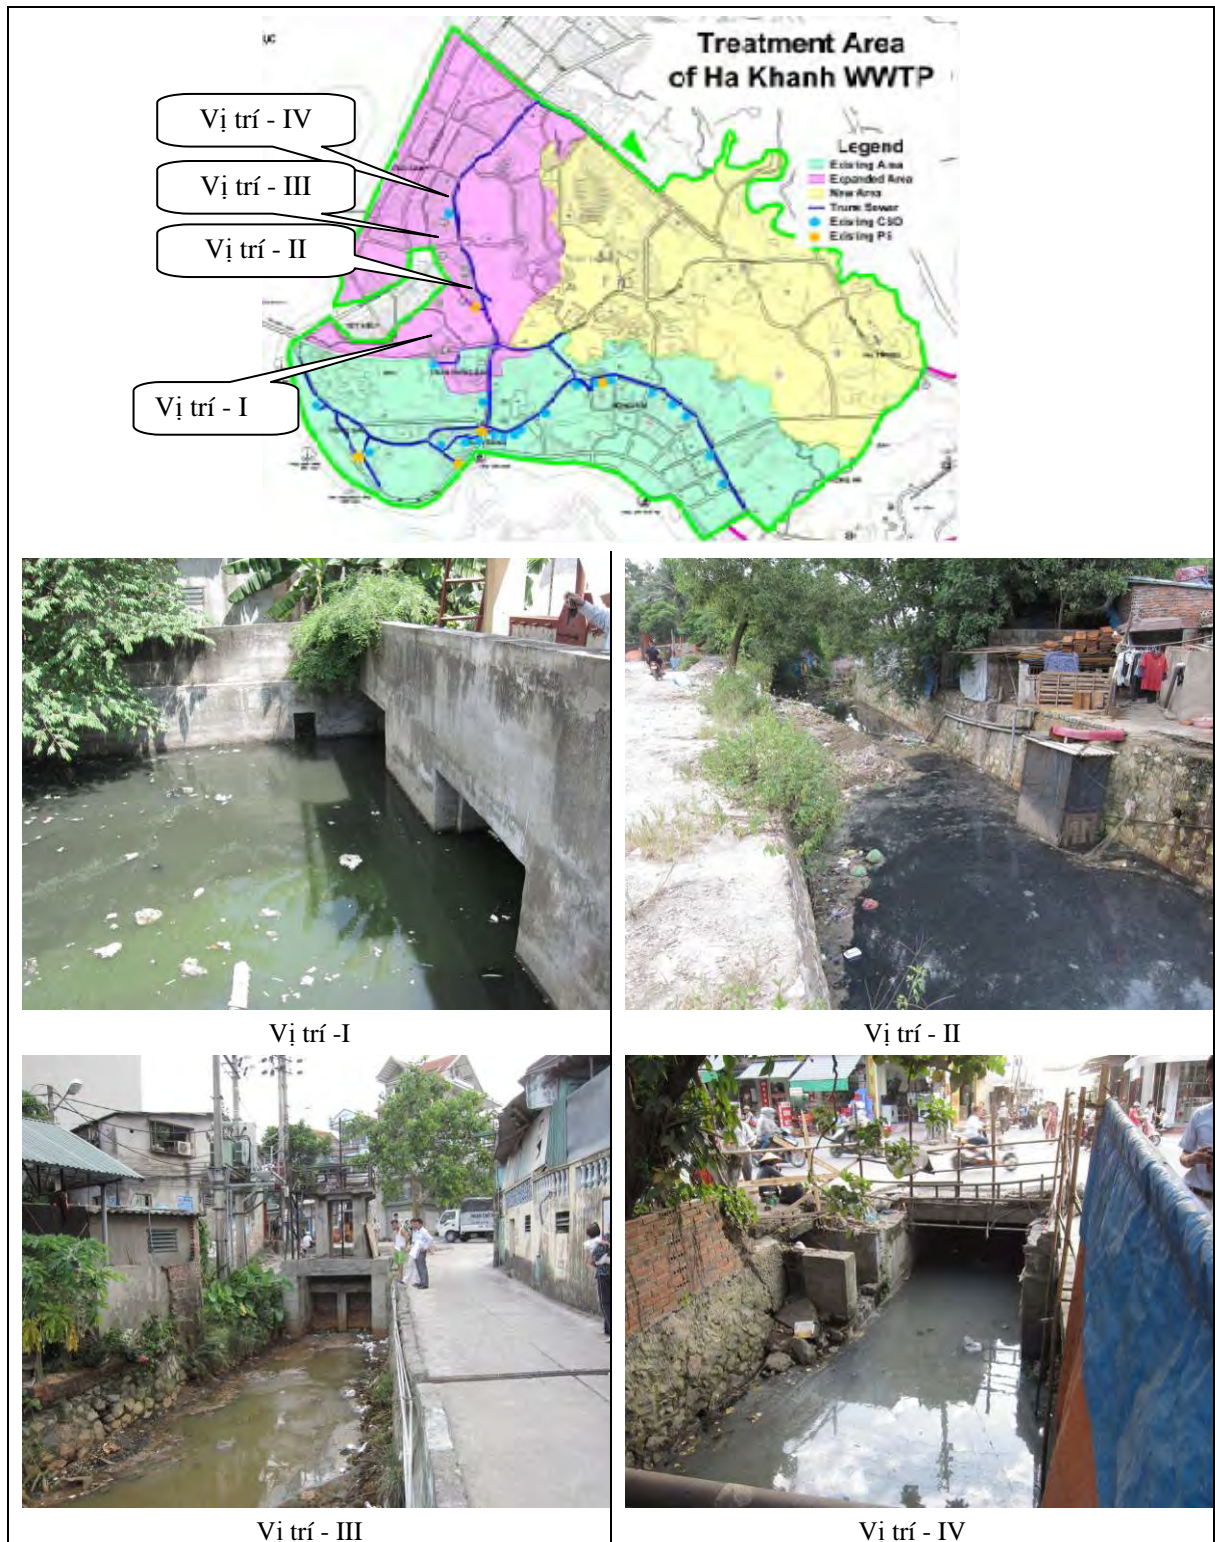 Treatment Area
of Ha Khanh WWTP
Vị trí - IV
Vị trí - III
Vị trí - II
Vị trí - I
Legend
Existing Area
Expanded Area
New Area
Trunk Sewer
Existing CSO
Existing PS
Vị trí -I
Vị trí - II
Vị trí - III
Vị trí - IV